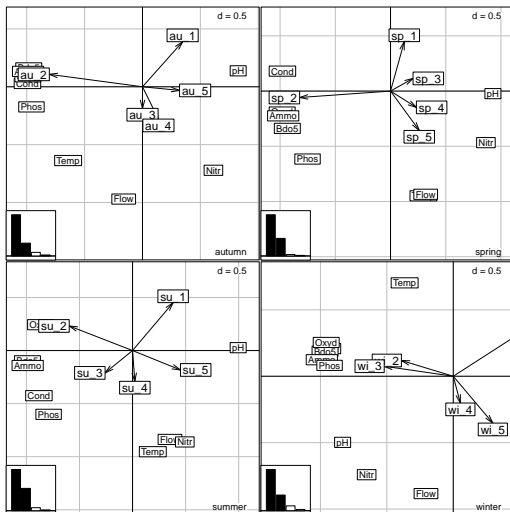 d = 0.5
au_1
pH
au_2
Cond
au_5
Phos
au_3
au_4
Temp
Nitr
Flow
autumn
d = 0.5
sp_1
Cond
sp_3
sp_2
pH
sp_4
Ammo
Bdo5
sp_5
Nitr
Phos
Flow
spring
d = 0.5
su_1
su_2
pH
Ammo
su_3
su_5
su_4
Cond
Phos
Nitr
Temp
summer
d = 0.5
Temp
Oxyd
Bdo5
Phos
wi_3
wi_4
wi_5
pH
Nitr
Flow
winter